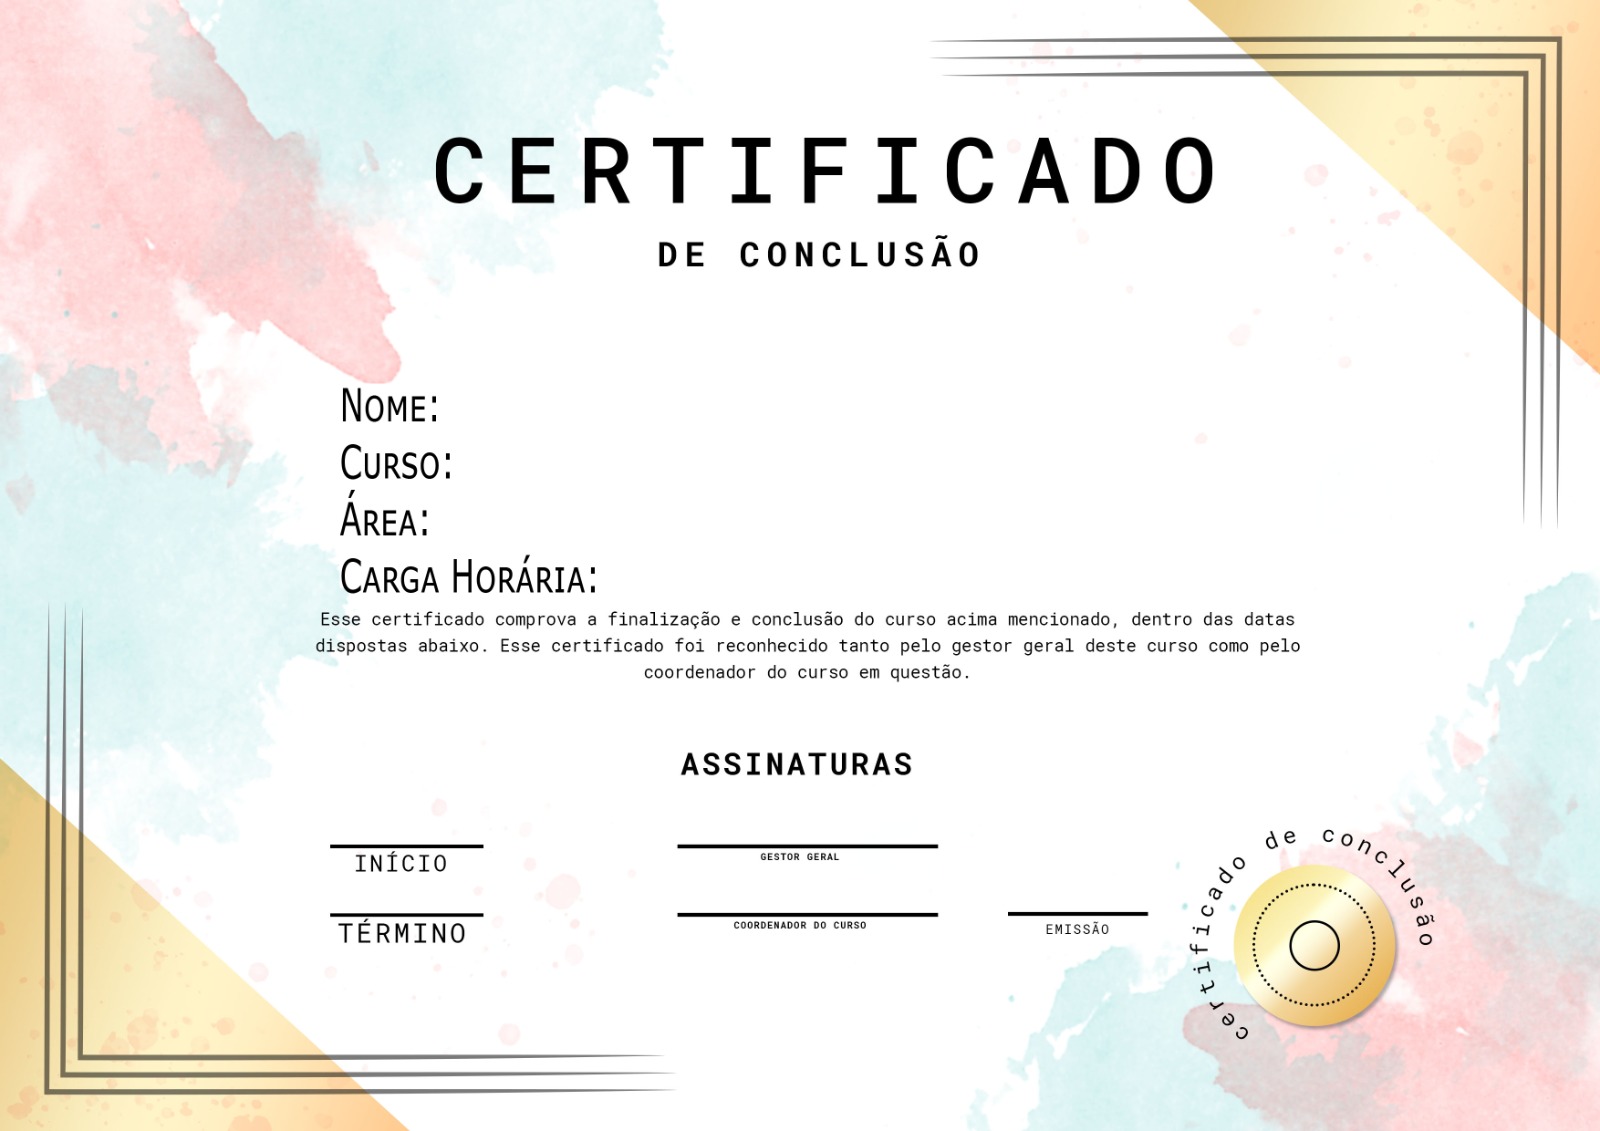 CERTIFICADO
DE CONCLUSÃO
NOME:
CURSO:
ÁREA:
CARGA HORÁRIA:
Esse certificado comprova a finalização e conclusão do curso acima mencionado, dentro das datas
dispostas abaixo. Esse certificado foi reconhecido tanto pelo gestor geral deste curso como pelo
coordenador do curso em questão.
ASSINATURAS
INÍCIO
GESTOR GERAL
TÉRMINO
COORDENADOR DO CURSO
EMISSÃO
certificado de conclusão